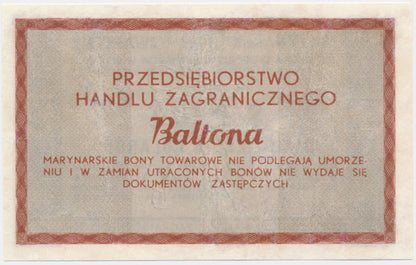 PRZEDSIĘBIORSTWO
HANDLU ZAGRANICZNEGO
Baltona
MARYNARSKIE BONY TOWAROWE NIE PODLEGAJĄ UMORZE-
NIU I W ZAMIAN UTRACONYCH BONÓW NIE WYDAJE SIĘ
DOKUMENTÓW ZASTĘPCZYCH